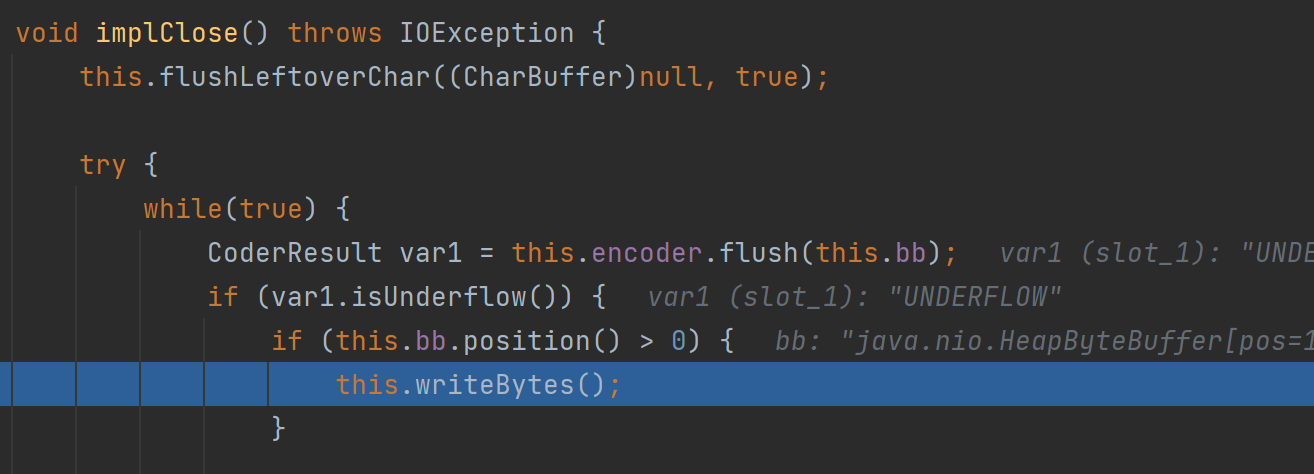 void implClose() throws IOException {
    this.flushLeftoverChar((CharBuffer)null, true);
    try {
        while(true) {
            CoderResult var1 = this.encoder.flush(this.bb);   var1 (slot_1): "UNDE
            if (var1.isUnderflow()) {   var1 (slot_1): "UNDERFLOW"
                if (this.bb.position() > 0) {   bb: "java.nio.HeapByteBuffer[pos=1
                    this.writeBytes();
                }